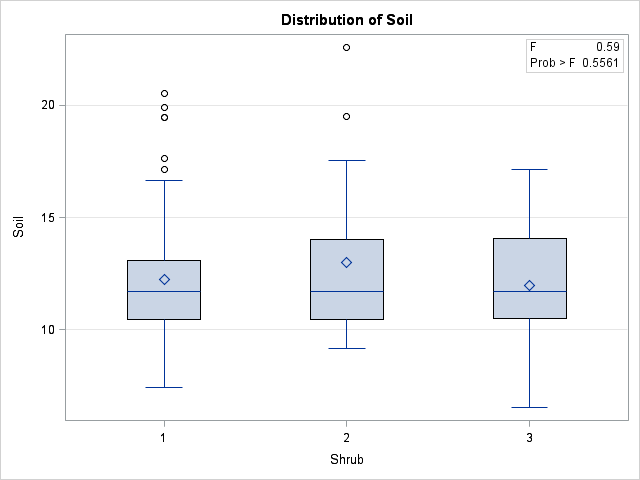 Distribution of Soil
F 0.59
Prob > F 0.5561
20
15
10
Soil
1 2 3
Shrub